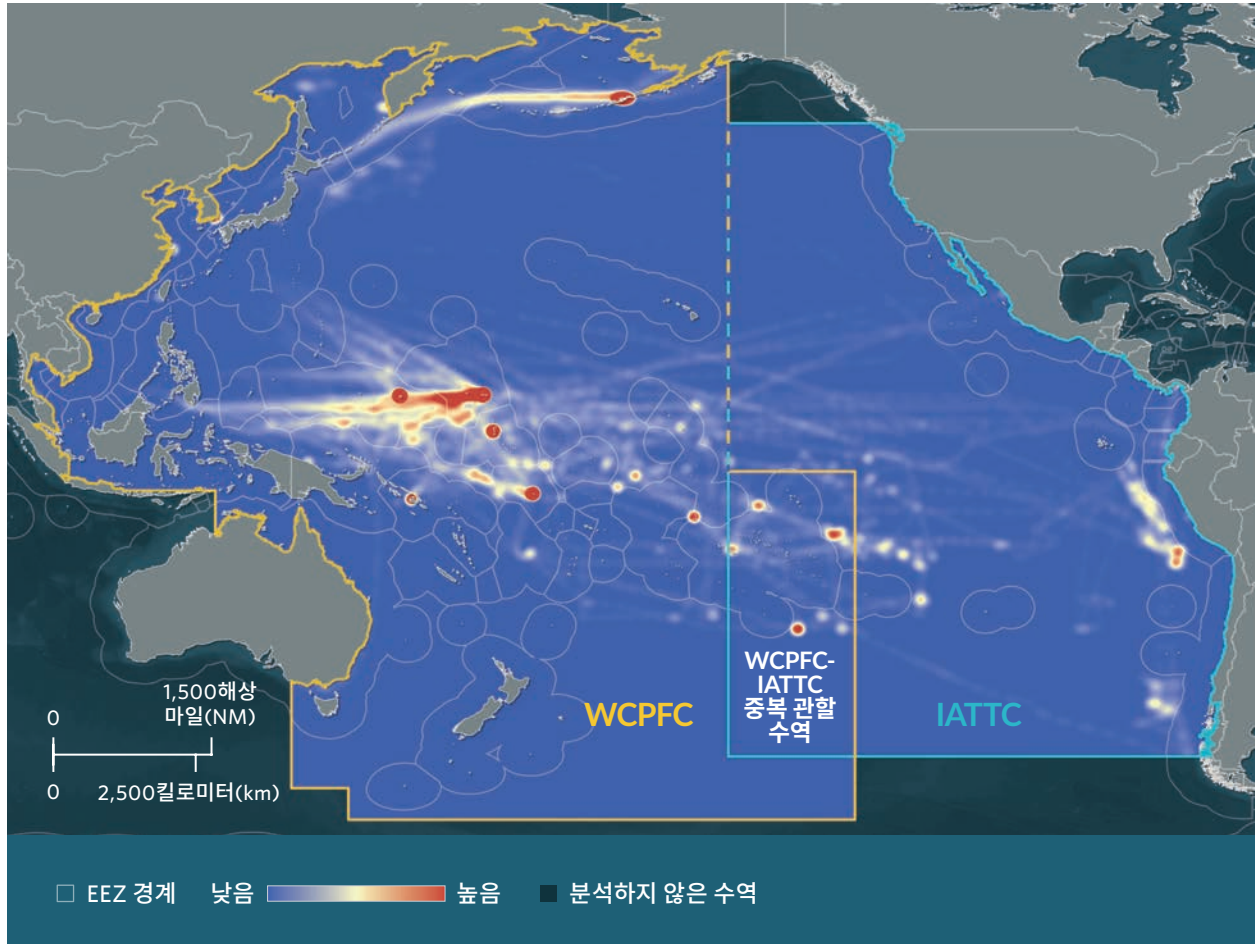 WCPFC-
IATTC
중복 관할
수역
WCPFC
IATTC
1,500해상
마일(NM)
0
0
2,500킬로미터(km)
EEZ 경계 낮음 높음 분석하지 않은 수역